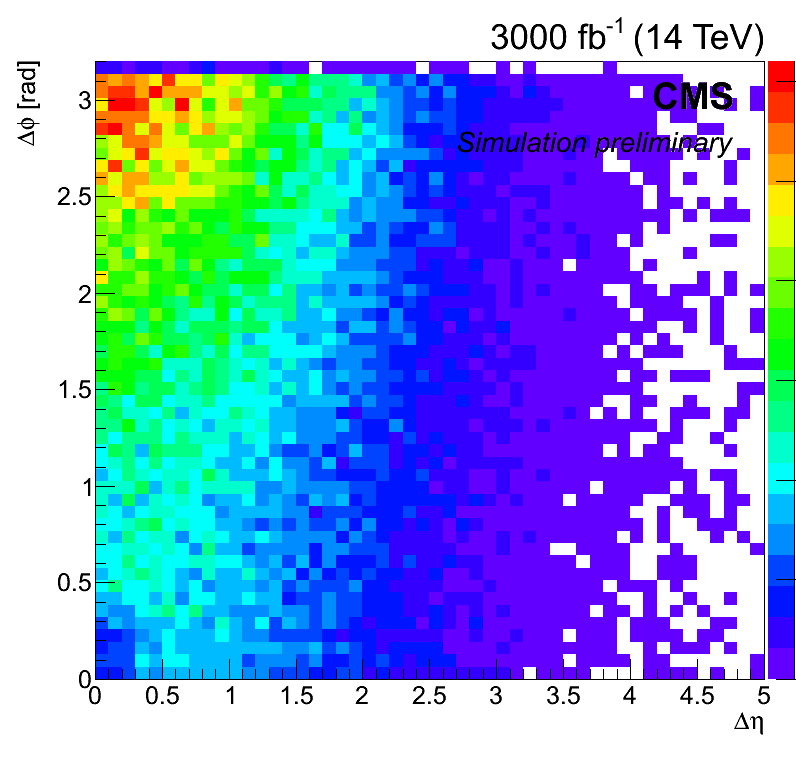 3000 fb-1 (14 TeV)
CMS
Simulation preliminary
Δϕ [rad]
3
2.5
2
1.5
1
0.5
0
0 0.5 1 1.5 2 2.5 3 3.5 4 4.5 5
Δη